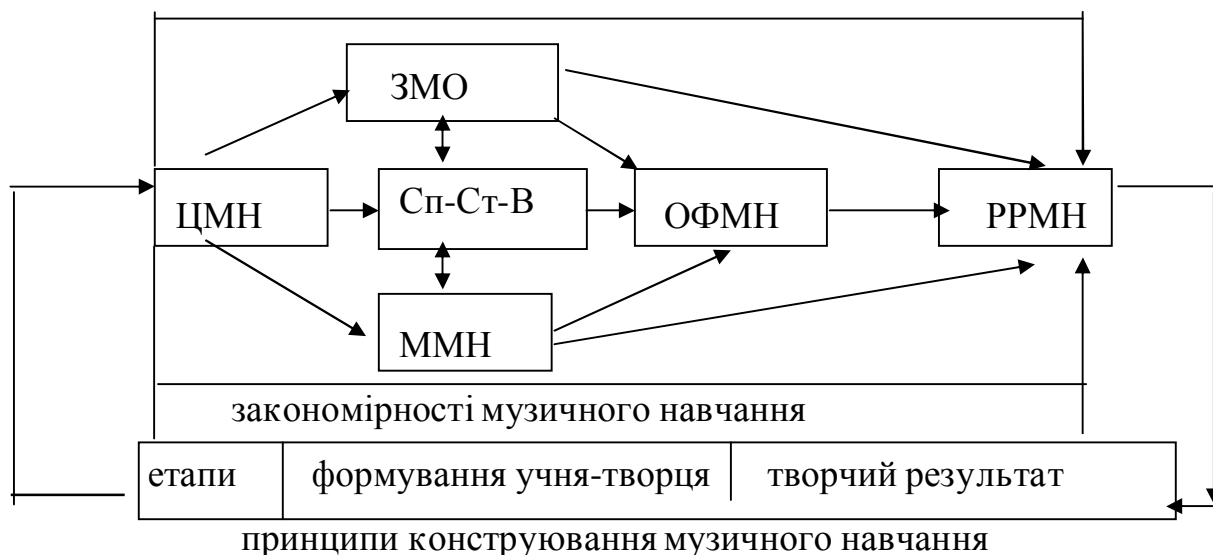 ЗМО
ЦМН
Сп-Ст-В
ОФМН
РРМН
ММН
закономірності музичного навчання
етапи
формування учня-творця
творчий результат
принципи конструювання музичного навчання